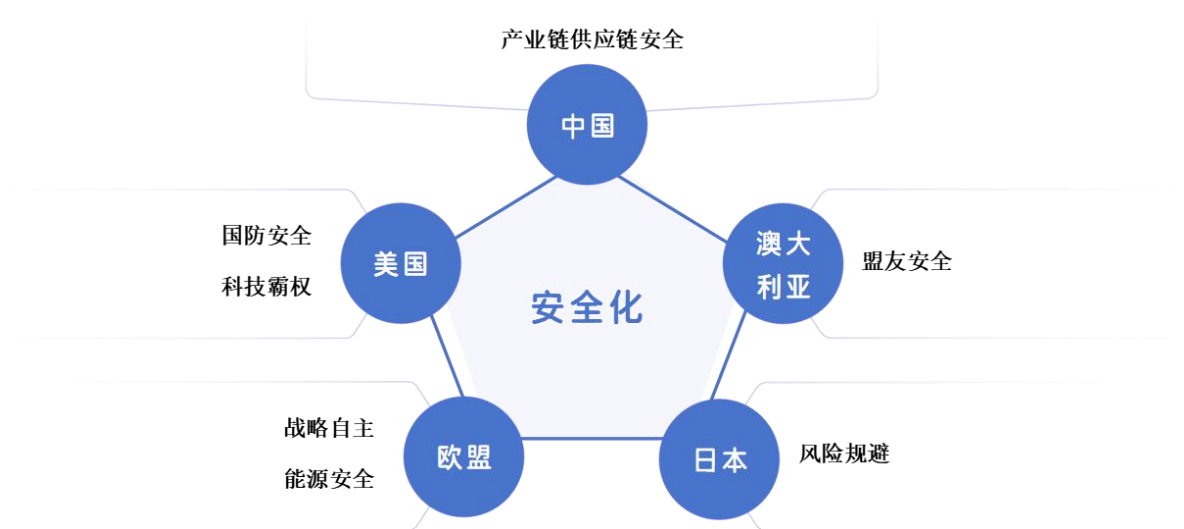 产业链供应链安全
中国
国防安全
科技霸权
美国
澳大
利亚
盟友安全
安全化
战略自主
能源安全
欧盟
日本
风险规避